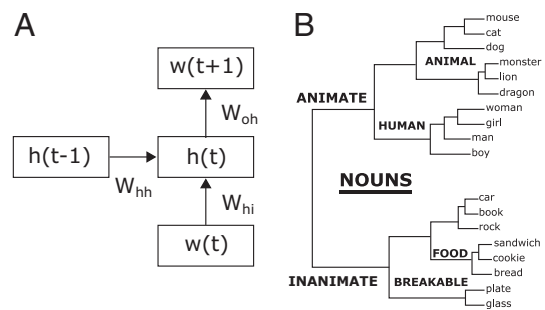 A
w(t+1)
W_oh
h(t-1)
h(t)
W_hh
W_hi
w(t)
B
mouse
cat
dog
ANIMAL
monster
lion
dragon
ANIMATE
woman
HUMAN
girl
man
boy
NOUNS
car
book
rock
sandwich
FOOD
cookie
bread
INANIMATE
BREAKABLE
plate
glass